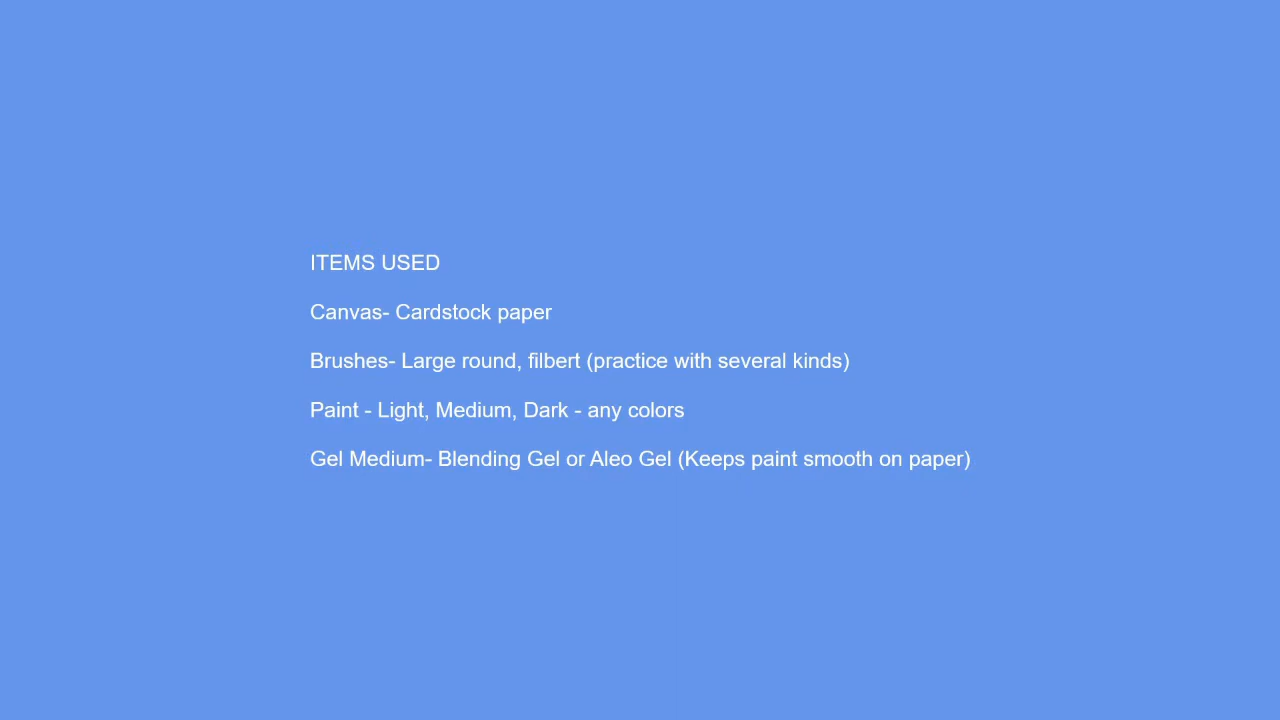 ITEMS USED
Canvas- Cardstock paper
Brushes- Large round, filbert (practice with several kinds)
Paint - Light, Medium, Dark - any colors
Gel Medium- Blending Gel or Aleo Gel (Keeps paint smooth on paper)